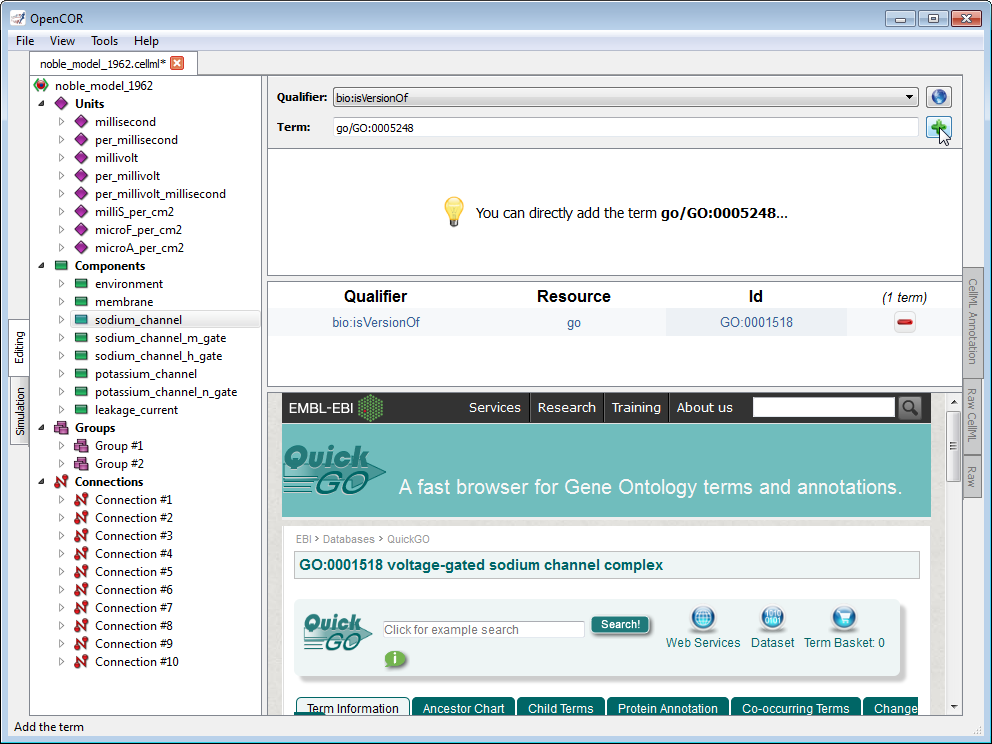 OpenCOR
File View Tools Help
noble_model_1962.cellml*
noble_model_1962
Units
millisecond
per_millisecond
millivolt
per_millivolt
per_millivolt_millisecond
milliS_per_cm2
microF_per_cm2
microA_per_cm2
Components
environment
membrane
sodium_channel
sodium_channel_m_gate
sodium_channel_h_gate
potassium_channel
potassium_channel_n_gate
leakage_current
Groups
Group #1
Group #2
Connections
Connection #1
Connection #2
Connection #3
Connection #4
Connection #5
Connection #6
Connection #7
Connection #8
Connection #9
Connection #10
Editing
Simulation
Qualifier: bio:isVersionOf
Term: go/GO:0005248
You can directly add the term go/GO:0005248...
Qualifier Resource Id (1 term)
bio:isVersionOf go GO:0001518
EMBL-EBI Services Research Training About us
Quick GO
A fast browser for Gene Ontology terms and annotations.
EBI > Databases > QuickGO
GO:0001518 voltage-gated sodium channel complex
Quick GO
Click for example search Search!
i
Web Services Dataset Term Basket: 0
Term Information Ancestor Chart Child Terms Protein Annotation Co-occurring Terms Change
CellML Annotation
Raw CellML
Raw
Add the term